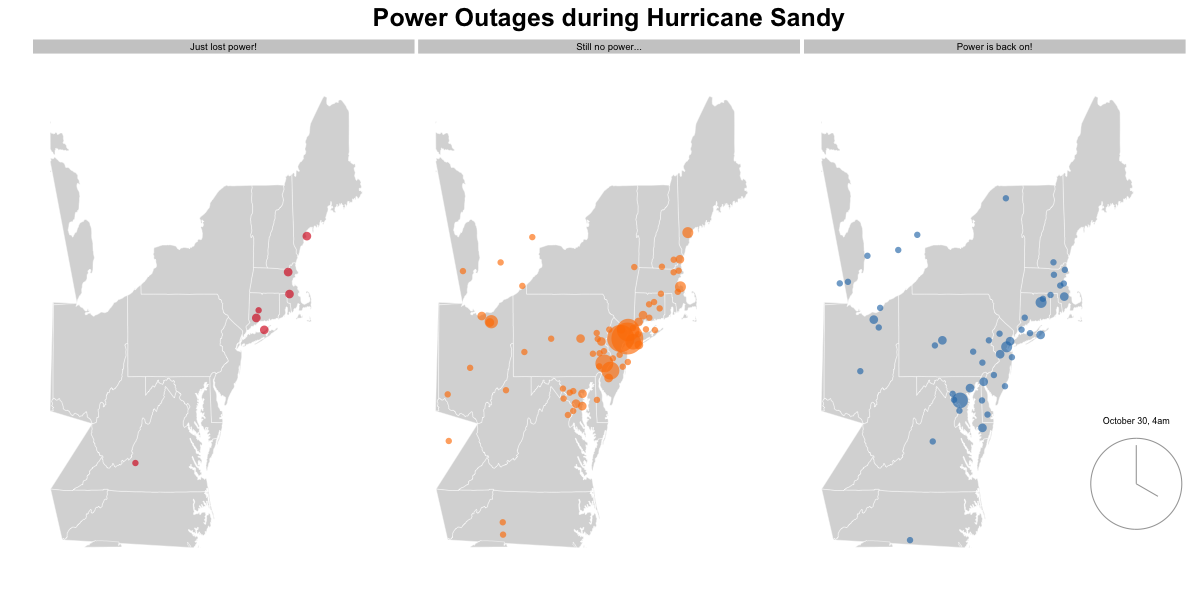 Power Outages during Hurricane Sandy
Just lost power!
Still no power...
Power is back on!
October 30, 4am